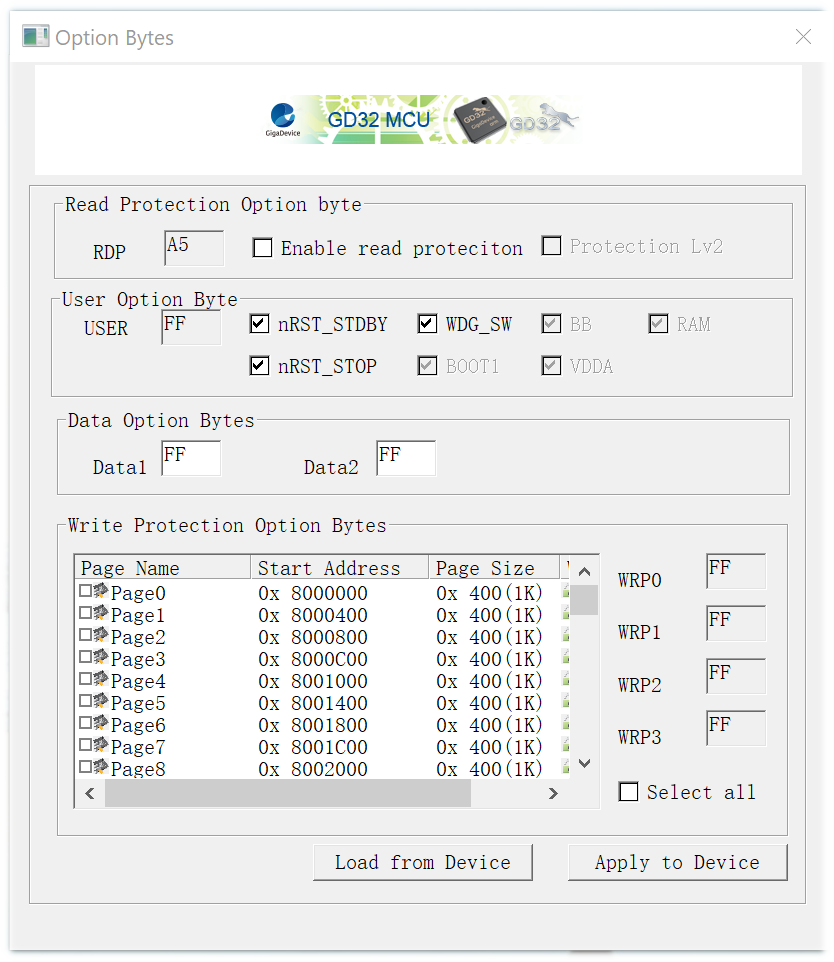 Option Bytes
GigaDevice
GD32 MCU
GD32
GigaDevice
GD32
Read Protection Option byte
RDP A5 Enable read proteciton Protection Lv2
User Option Byte
USER FF nRST_STDBY WDG_SW BB RAM
nRST_STOP BOOT1 VDDA
Data Option Bytes
Data1 FF Data2 FF
Write Protection Option Bytes
Page Name Start Address Page Size
Page0 0x 8000000 0x 400(1K)
Page1 0x 8000400 0x 400(1K)
Page2 0x 8000800 0x 400(1K)
Page3 0x 8000C00 0x 400(1K)
Page4 0x 8001000 0x 400(1K)
Page5 0x 8001400 0x 400(1K)
Page6 0x 8001800 0x 400(1K)
Page7 0x 8001C00 0x 400(1K)
Page8 0x 8002000 0x 400(1K)
WRP0 FF
WRP1 FF
WRP2 FF
WRP3 FF
Select all
Load from Device Apply to Device